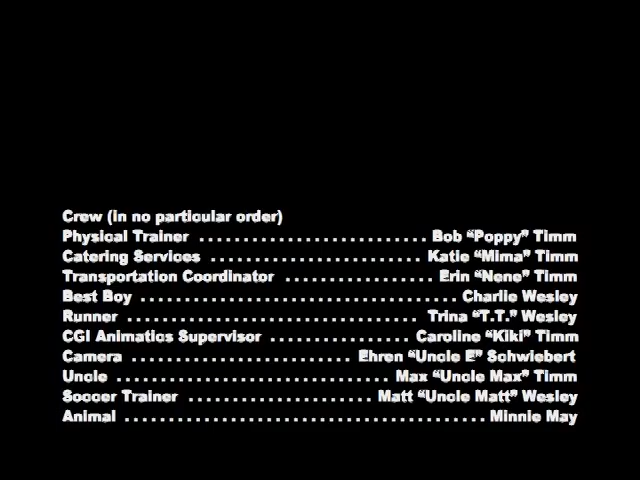 Crew (in no particular order)
Physical Trainer .......................... Bob “Poppy” Timm
Catering Services ........................ Katie “Mima” Timm
Transportation Coordinator ................. Erin “Nene” Timm
Best Boy .................................... Charlie Wesley
Runner .................................. Trina “T.T.” Wesley
CGI Animatics Supervisor ................ Caroline “Kiki” Timm
Camera ......................... Ehren “Uncle E” Schwiebert
Uncle ............................... Max “Uncle Max” Timm
Soccer Trainer ..................... Matt “Uncle Matt” Wesley
Animal ......................................... Minnie May